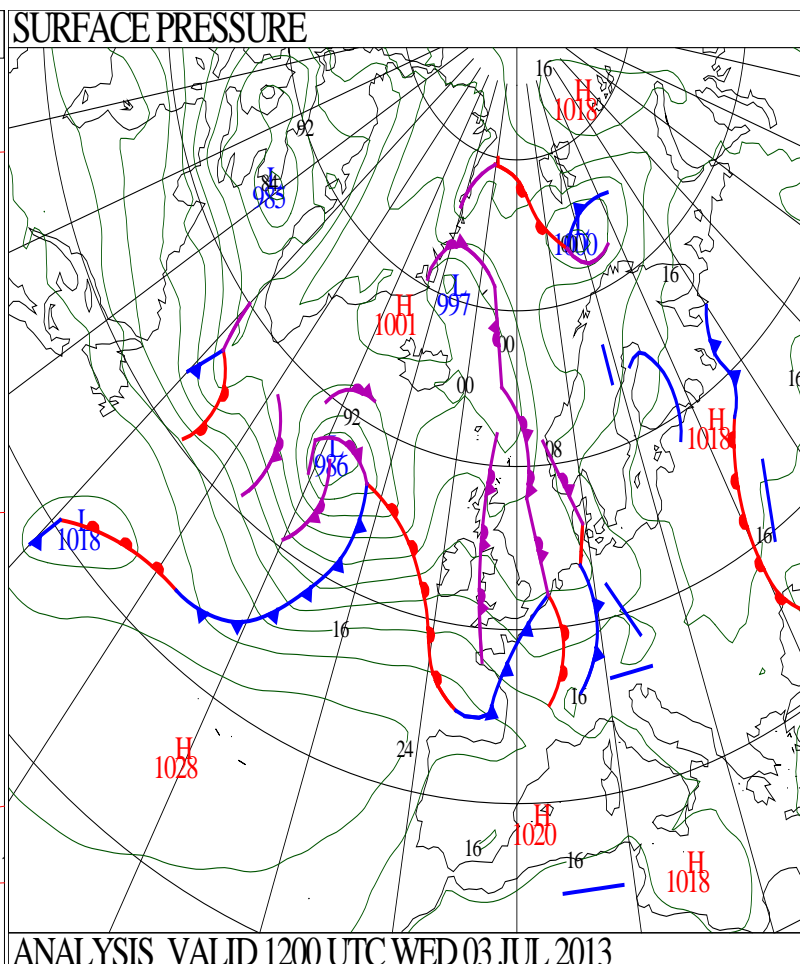 SURFACE PRESSURE
16
H
1018
92
L
985
L
1000
16
L
997
H
1001
00
00
92
L
986
08
H
1018
16
16
L
1018
16
16
24
H
1028
H
1020
16
16
H
1018
ANALYSIS VALID 1200 UTC WED 03 JUL 2013